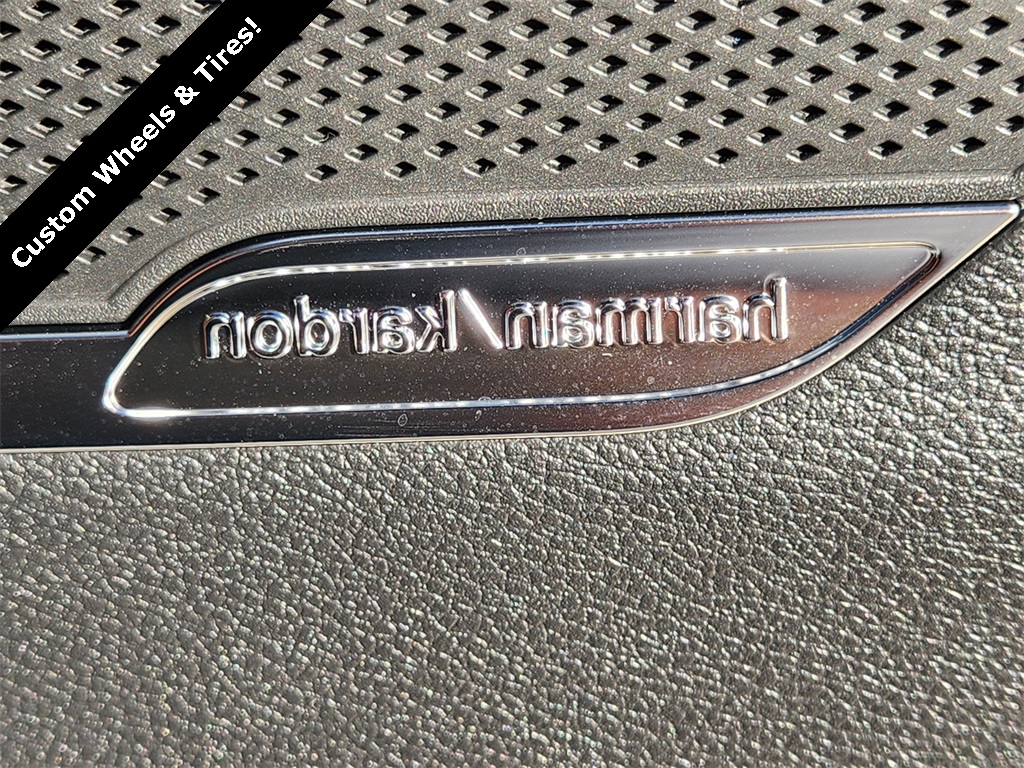 Custom Wheels & Tires!
harman/kardon